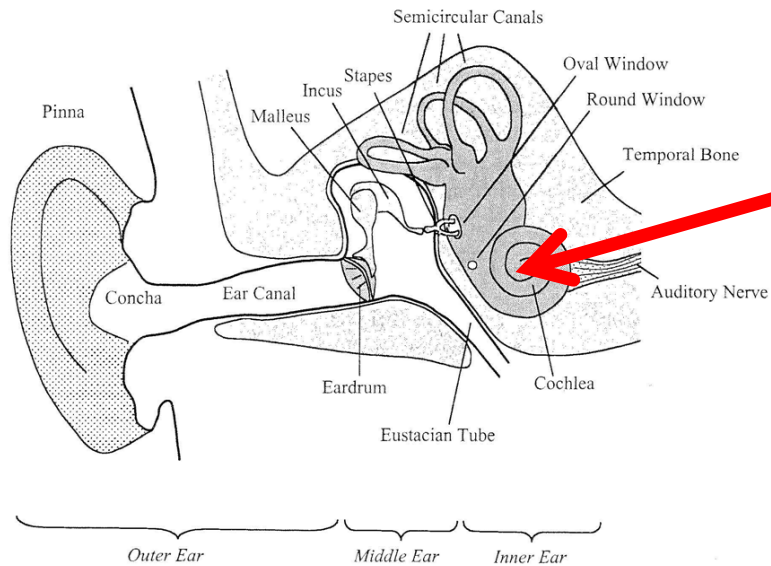 Semicircular Canals
Stapes
Oval Window
Incus
Round Window
Pinna
Malleus
Temporal Bone
Concha
Ear Canal
Auditory Nerve
Eardrum
Cochlea
Eustacian Tube
Outer Ear
Middle Ear
Inner Ear